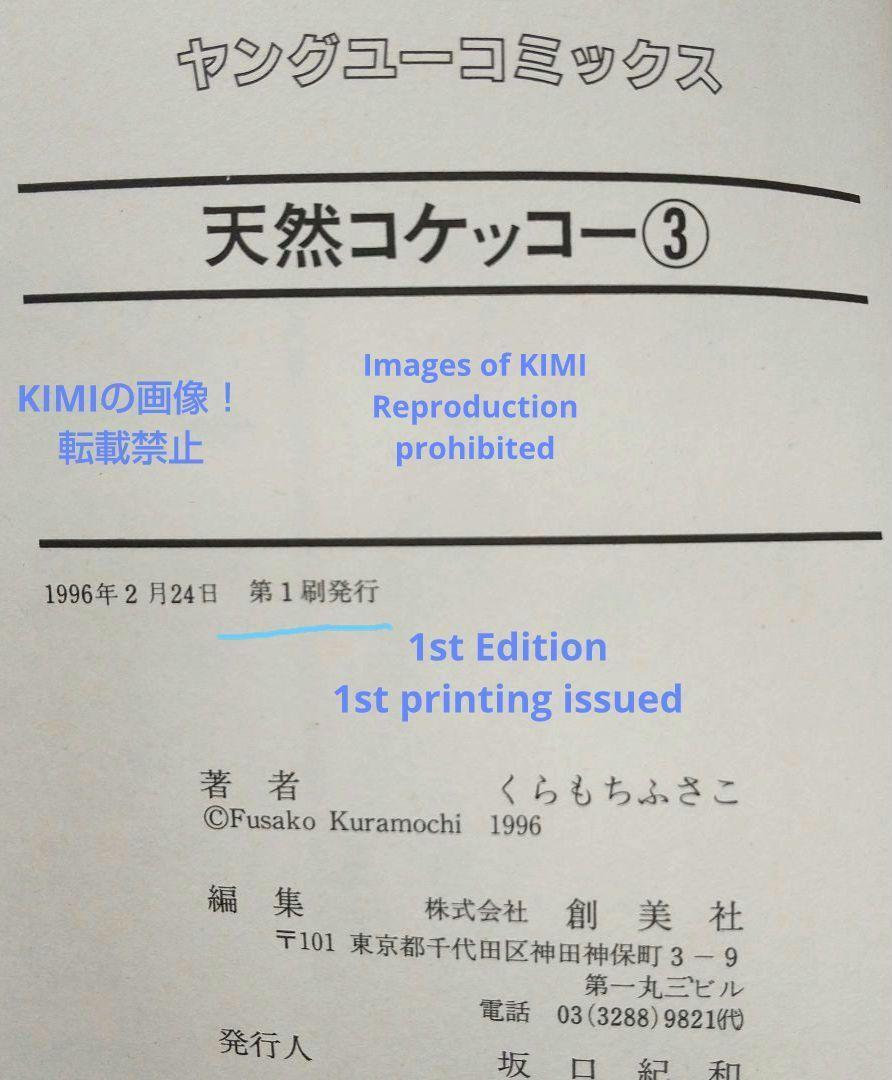 ヤングユーコミックス
天然コケッコー③
KIMIの画像！
転載禁止
Images of KIMI
Reproduction
prohibited
1996年2月24日 第1刷発行
1st Edition
1st printing issued
著者 くらもちふさこ
©Fusako Kuramochi 1996
編集 株式会社 創美社
〒101 東京都千代田区神田神保町3－9
第一丸三ビル
電話 03(3288)9821㈹
発行人 坂口紀和